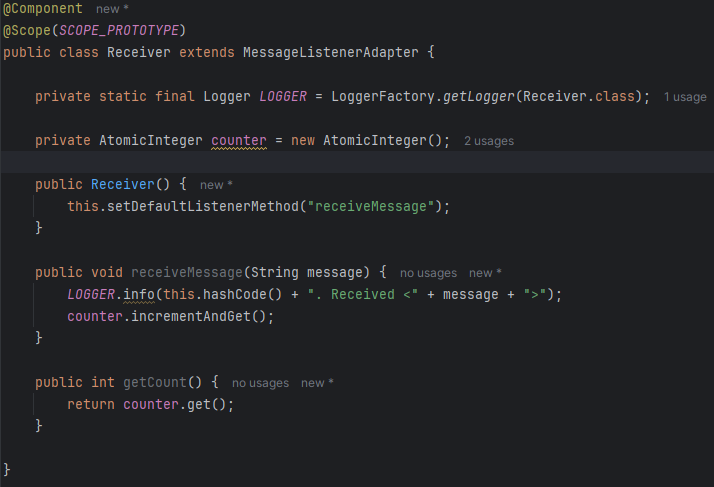 @Component new *
@Scope(SCOPE_PROTOTYPE)
public class Receiver extends MessageListenerAdapter {
private static final Logger LOGGER = LoggerFactory.getLogger(Receiver.class); 1 usage
private AtomicInteger counter = new AtomicInteger(); 2 usages
public Receiver() { new *
this.setDefaultListenerMethod("receiveMessage");
}
public void receiveMessage(String message) { no usages new *
LOGGER.info(this.hashCode() + ". Received <" + message + ">");
counter.incrementAndGet();
}
public int getCount() { no usages new *
return counter.get();
}
}